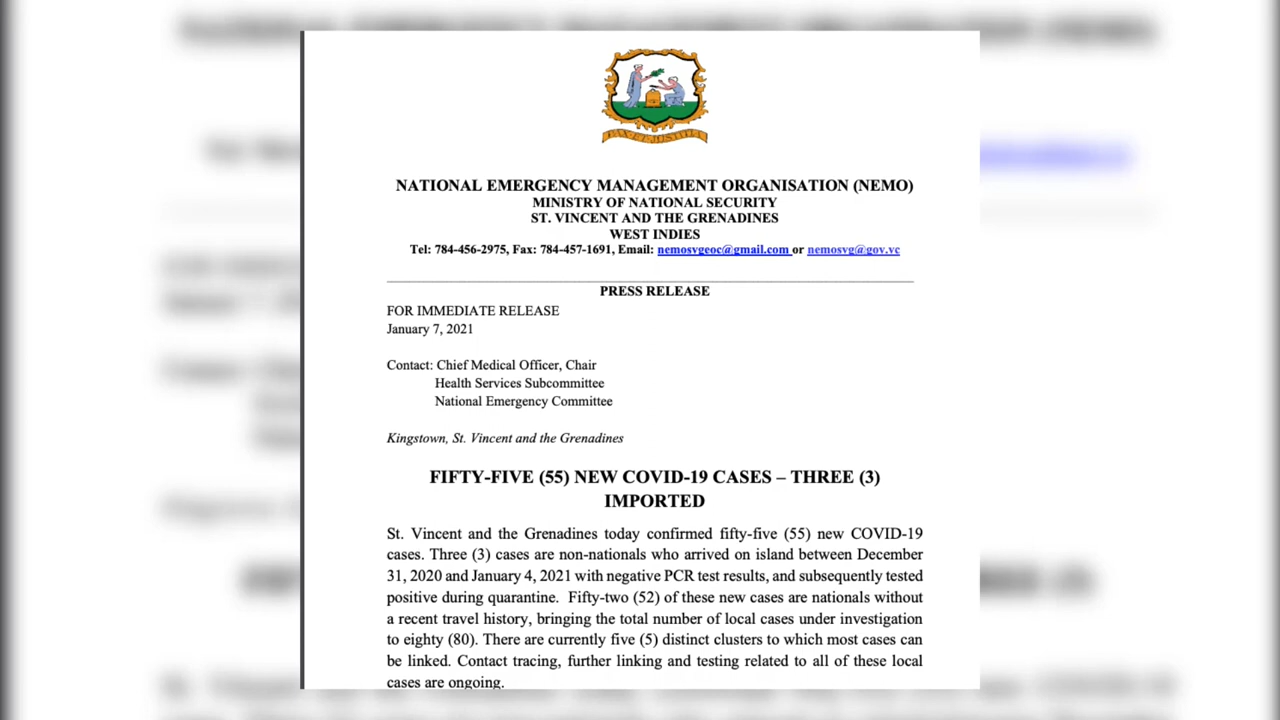 NATIONAL EMERGENCY MANAGEMENT ORGANISATION (NEMO)
MINISTRY OF NATIONAL SECURITY
ST. VINCENT AND THE GRENADINES
WEST INDIES
Tel: 784-456-2975, Fax: 784-457-1691, Email: nemosvgeoc@gmail.com or nemosvg@gov.vc
PRESS RELEASE
FOR IMMEDIATE RELEASE
January 7, 2021
Contact: Chief Medical Officer, Chair
Health Services Subcommittee
National Emergency Committee
Kingstown, St. Vincent and the Grenadines
FIFTY-FIVE (55) NEW COVID-19 CASES – THREE (3)
IMPORTED
St. Vincent and the Grenadines today confirmed fifty-five (55) new COVID-19
cases. Three (3) cases are non-nationals who arrived on island between December
31, 2020 and January 4, 2021 with negative PCR test results, and subsequently tested
positive during quarantine. Fifty-two (52) of these new cases are nationals without
a recent travel history, bringing the total number of local cases under investigation
to eighty (80). There are currently five (5) distinct clusters to which most cases can
be linked. Contact tracing, further linking and testing related to all of these local
cases are ongoing.